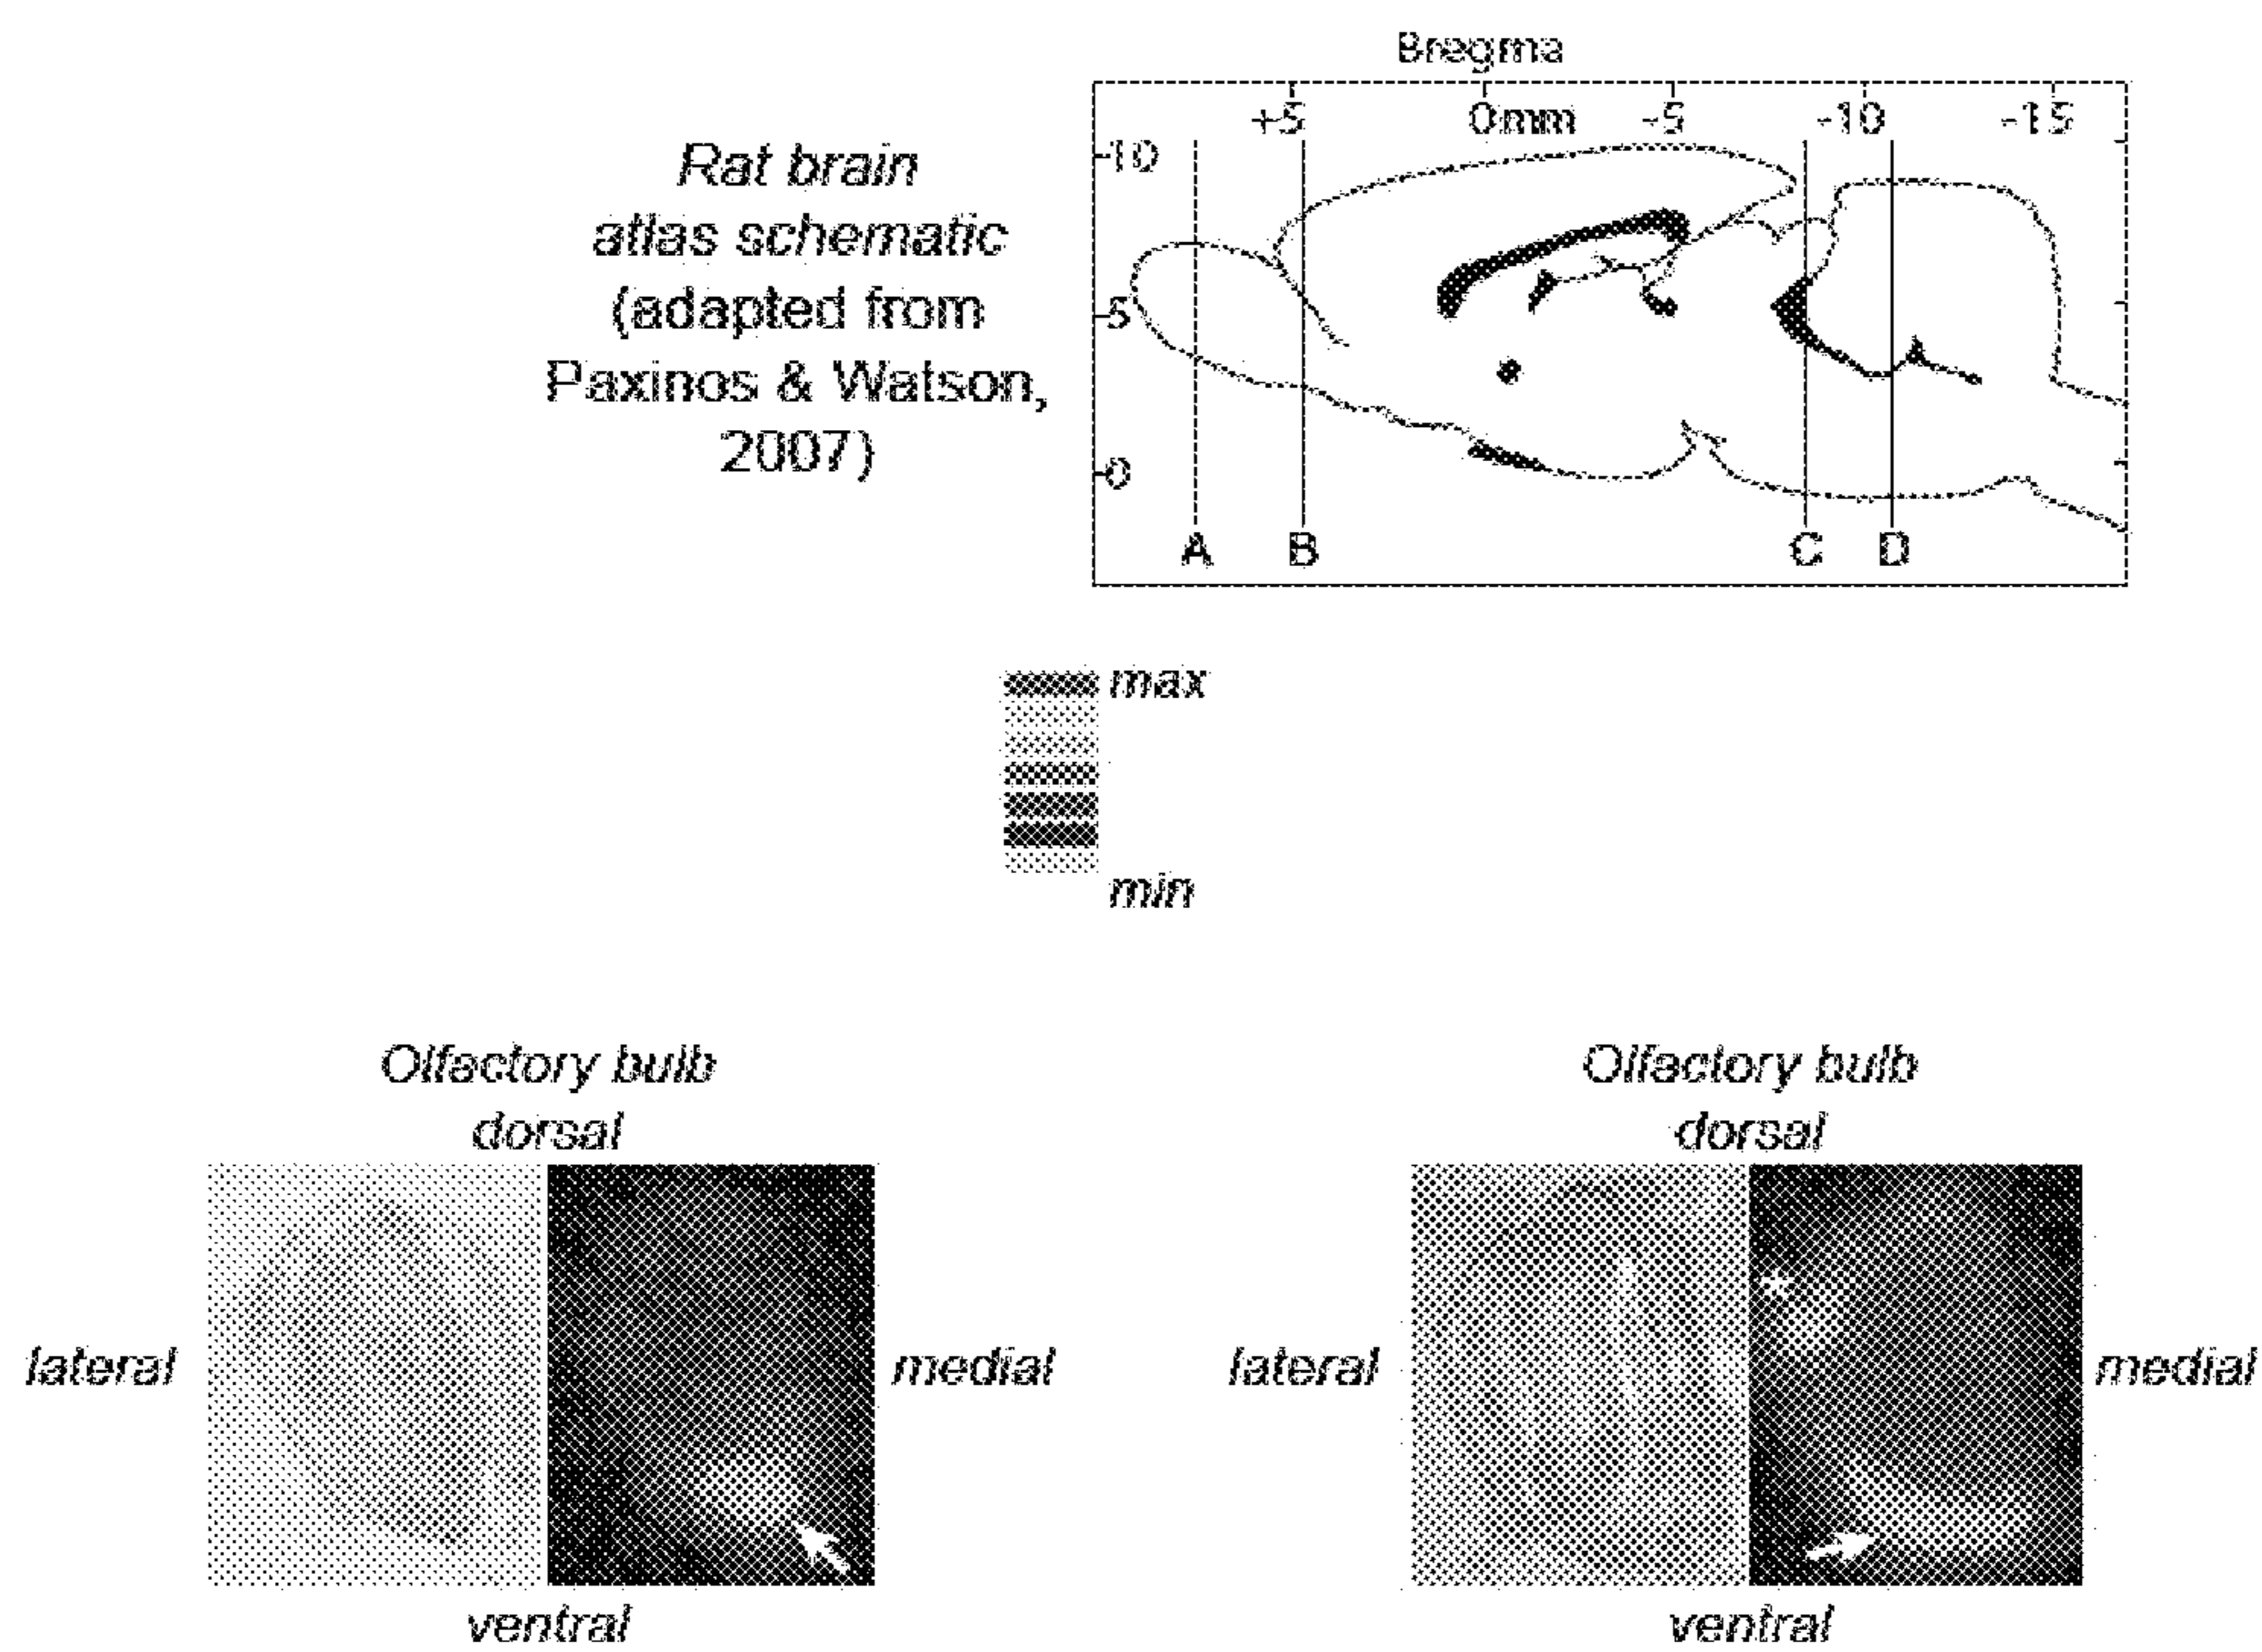 Bregma
+5 0mm -5 -10 -15
Rat brain
atlas schematic
(adapted from
Paxinos & Watson,
2007)
10
5
0
A B C D
max
min
Olfactory bulb
dorsal
lateral
medial
ventral
Olfactory bulb
dorsal
*
lateral
medial
ventral